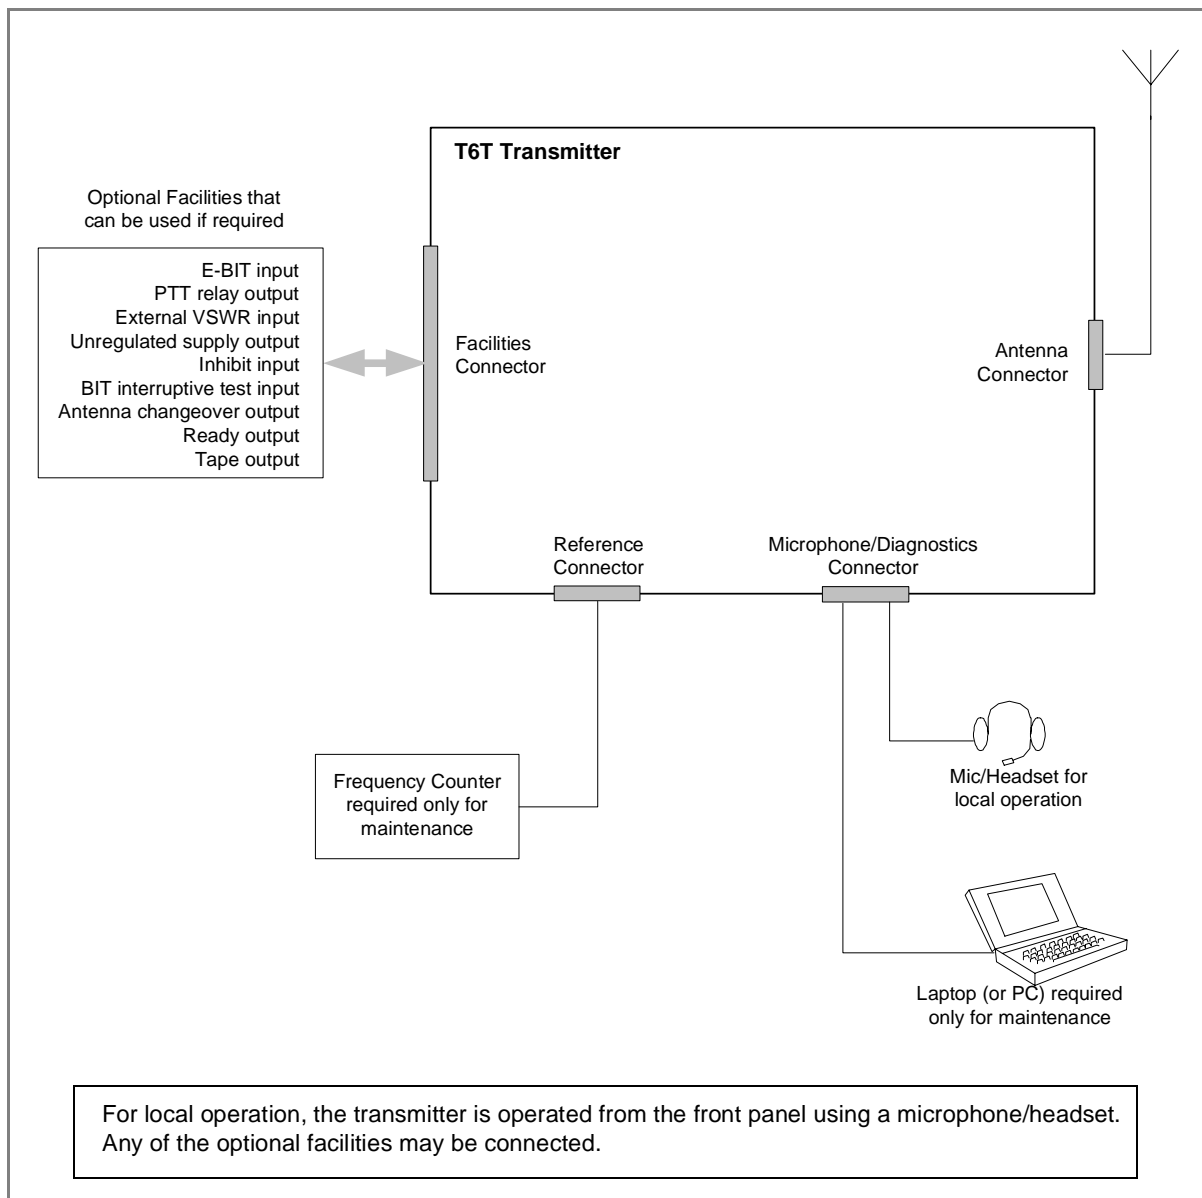 T6T Transmitter
Optional Facilities that
can be used if required
E-BIT input
PTT relay output
External VSWR input
Unregulated supply output
Inhibit input
BIT interruptive test input
Antenna changeover output
Ready output
Tape output
Facilities
Connector
Antenna
Connector
Reference
Connector
Microphone/Diagnostics
Connector
Frequency Counter
required only for
maintenance
Mic/Headset for
local operation
Laptop (or PC) required
only for maintenance
For local operation, the transmitter is operated from the front panel using a microphone/headset.
Any of the optional facilities may be connected.